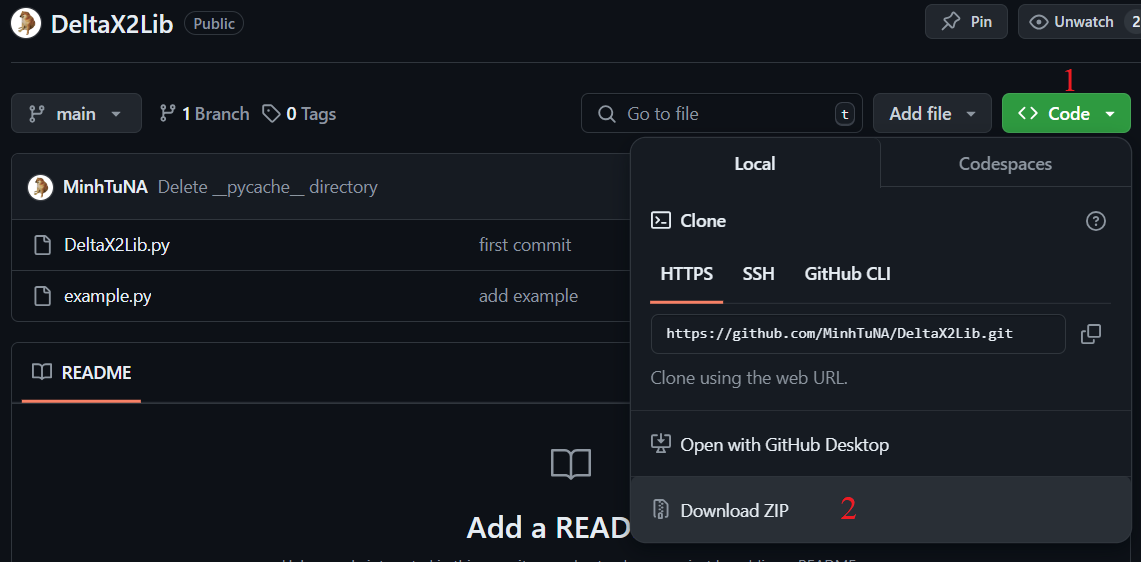 DeltaX2Lib Public Pin Unwatch 2
1
main 1 Branch 0 Tags Go to file t Add file Code
Local Codespaces
MinhTuNA Delete __pycache__ directory
Clone
DeltaX2Lib.py first commit
HTTPS SSH GitHub CLI
example.py add example
https://github.com/MinhTuNA/DeltaX2Lib.git
README
Clone using the web URL.
Open with GitHub Desktop
Download ZIP 2
Add a READ